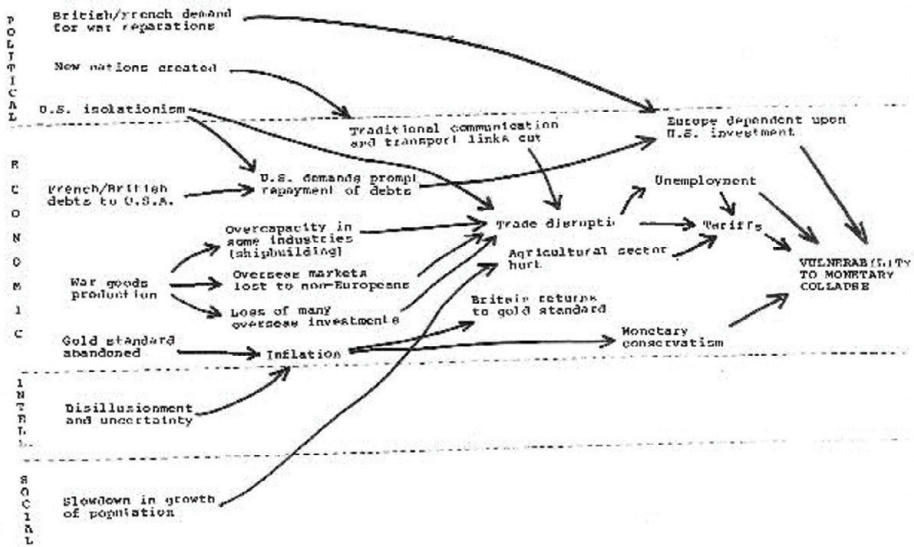 POLITICAL
British/French demand
for war reparations
New nations created
U.S. isolationism
Traditional communication
and transport links cut
Europe dependent upon
U.S. investment
ECONOMIC
French/British
debts to U.S.A.
U.S. demands prompt
repayment of debts
Unemployment
Overcapacity in
some industries
(shipbuilding)
Trade disruptio
Tariffs
Agricultural sector
hurt
War goods
production
Overseas markets
lost to non-Europeans
VULNERABILITY
TO MONETARY
COLLAPSE
Loss of many
overseas investments
Britain returns
to gold standard
Gold standard
abandoned
Inflation
Monetary
conservatism
INTELL.
Disillusionment
and uncertainty
SOCIAL
Slowdown in growth
of population